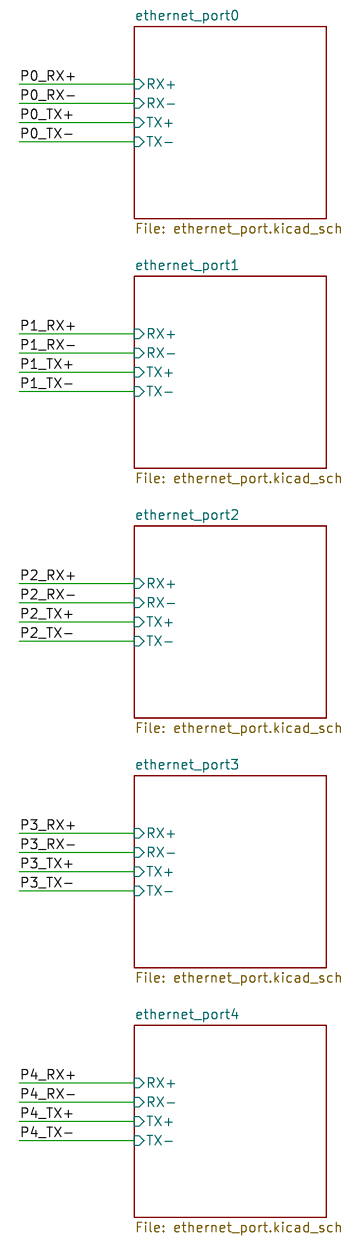 ethernet_port0
P0_RX+
RX+
P0_RX-
RX-
P0_TX+
TX+
P0_TX-
TX-
File: ethernet_port.kicad_sch
ethernet_port1
P1_RX+
RX+
P1_RX-
RX-
P1_TX+
TX+
P1_TX-
TX-
File: ethernet_port.kicad_sch
ethernet_port2
P2_RX+
RX+
P2_RX-
RX-
P2_TX+
TX+
P2_TX-
TX-
File: ethernet_port.kicad_sch
ethernet_port3
P3_RX+
RX+
P3_RX-
RX-
P3_TX+
TX+
P3_TX-
TX-
File: ethernet_port.kicad_sch
ethernet_port4
P4_RX+
RX+
P4_RX-
RX-
P4_TX+
TX+
P4_TX-
TX-
File: ethernet_port.kicad_sch